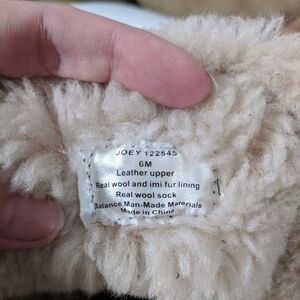 JOEY 122545
6M
Leather upper
Real wool and imi fur lining
Real wool sock
Balance Man-Made Materials
Made in China